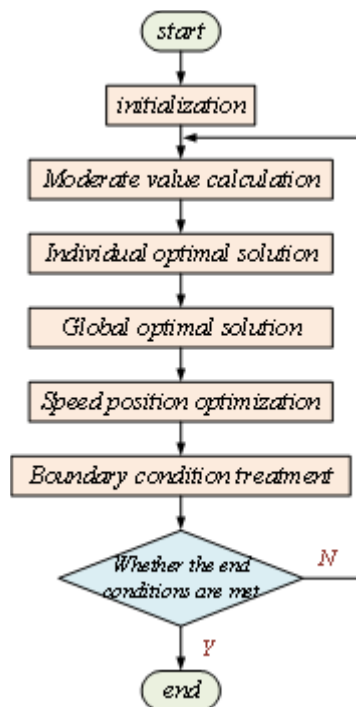 start
initialization
Moderate value calculation
Individual optimal solution
Global optimal solution
Speed position optimization
Boundary condition treatment
Whether the end
conditions are met
N
Y
end